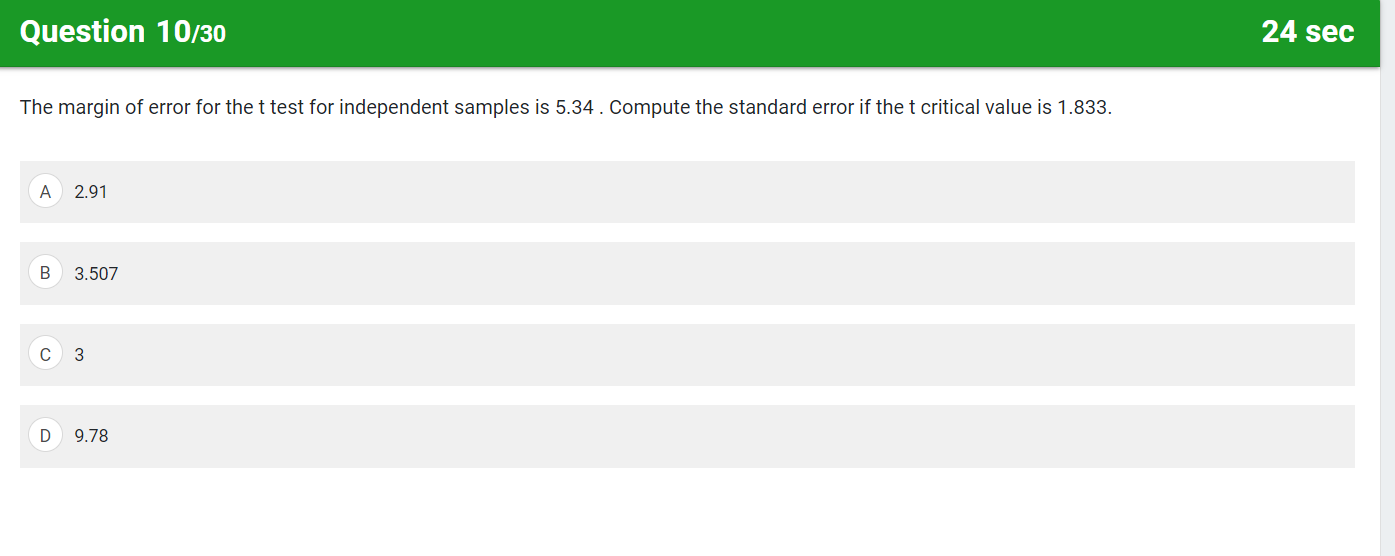 Question 10/30
24 sec
The margin of error for the t test for independent samples is 5.34 . Compute the standard error if the t critical value is 1.833.
A 2.91
B 3.507
C 3
D 9.78